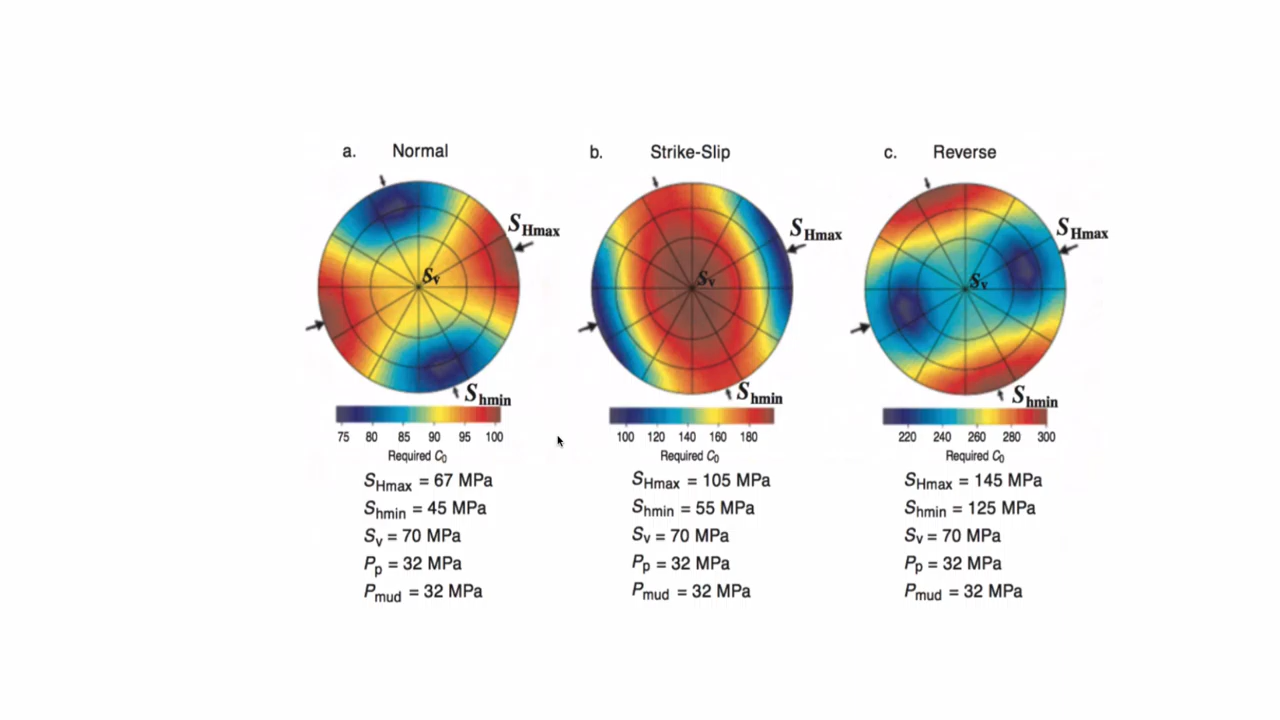 a. Normal
b. Strike-Slip
c. Reverse
SHmax
SHmax
SHmax
Sv
Sv
Sv
Shmin
Shmin
Shmin
75 80 85 90 95 100
100 120 140 160 180
220 240 260 280 300
Required C0
Required C0
Required C0
SHmax = 67 MPa
Shmin = 45 MPa
Sv = 70 MPa
Pp = 32 MPa
Pmud = 32 MPa
SHmax = 105 MPa
Shmin = 55 MPa
Sv = 70 MPa
Pp = 32 MPa
Pmud = 32 MPa
SHmax = 145 MPa
Shmin = 125 MPa
Sv = 70 MPa
Pp = 32 MPa
Pmud = 32 MPa